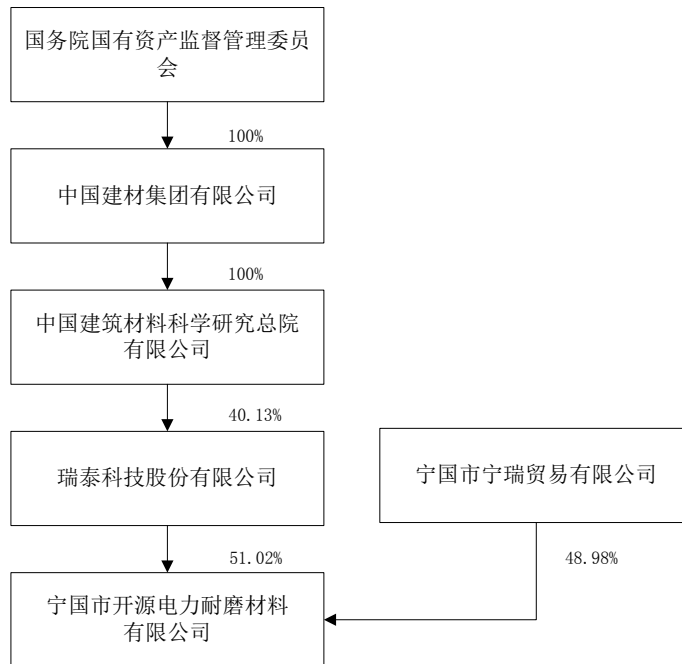 国务院国有资产监督管理委员
会
100%
中国建材集团有限公司
100%
中国建筑材料科学研究总院
有限公司
40.13%
瑞泰科技股份有限公司
宁国市宁瑞贸易有限公司
51.02%
48.98%
宁国市开源电力耐磨材料
有限公司